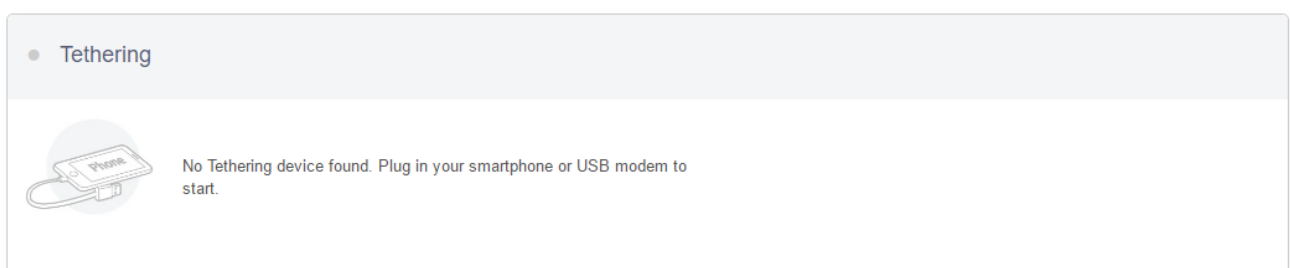 Tethering
Phone
No Tethering device found. Plug in your smartphone or USB modem to
start.